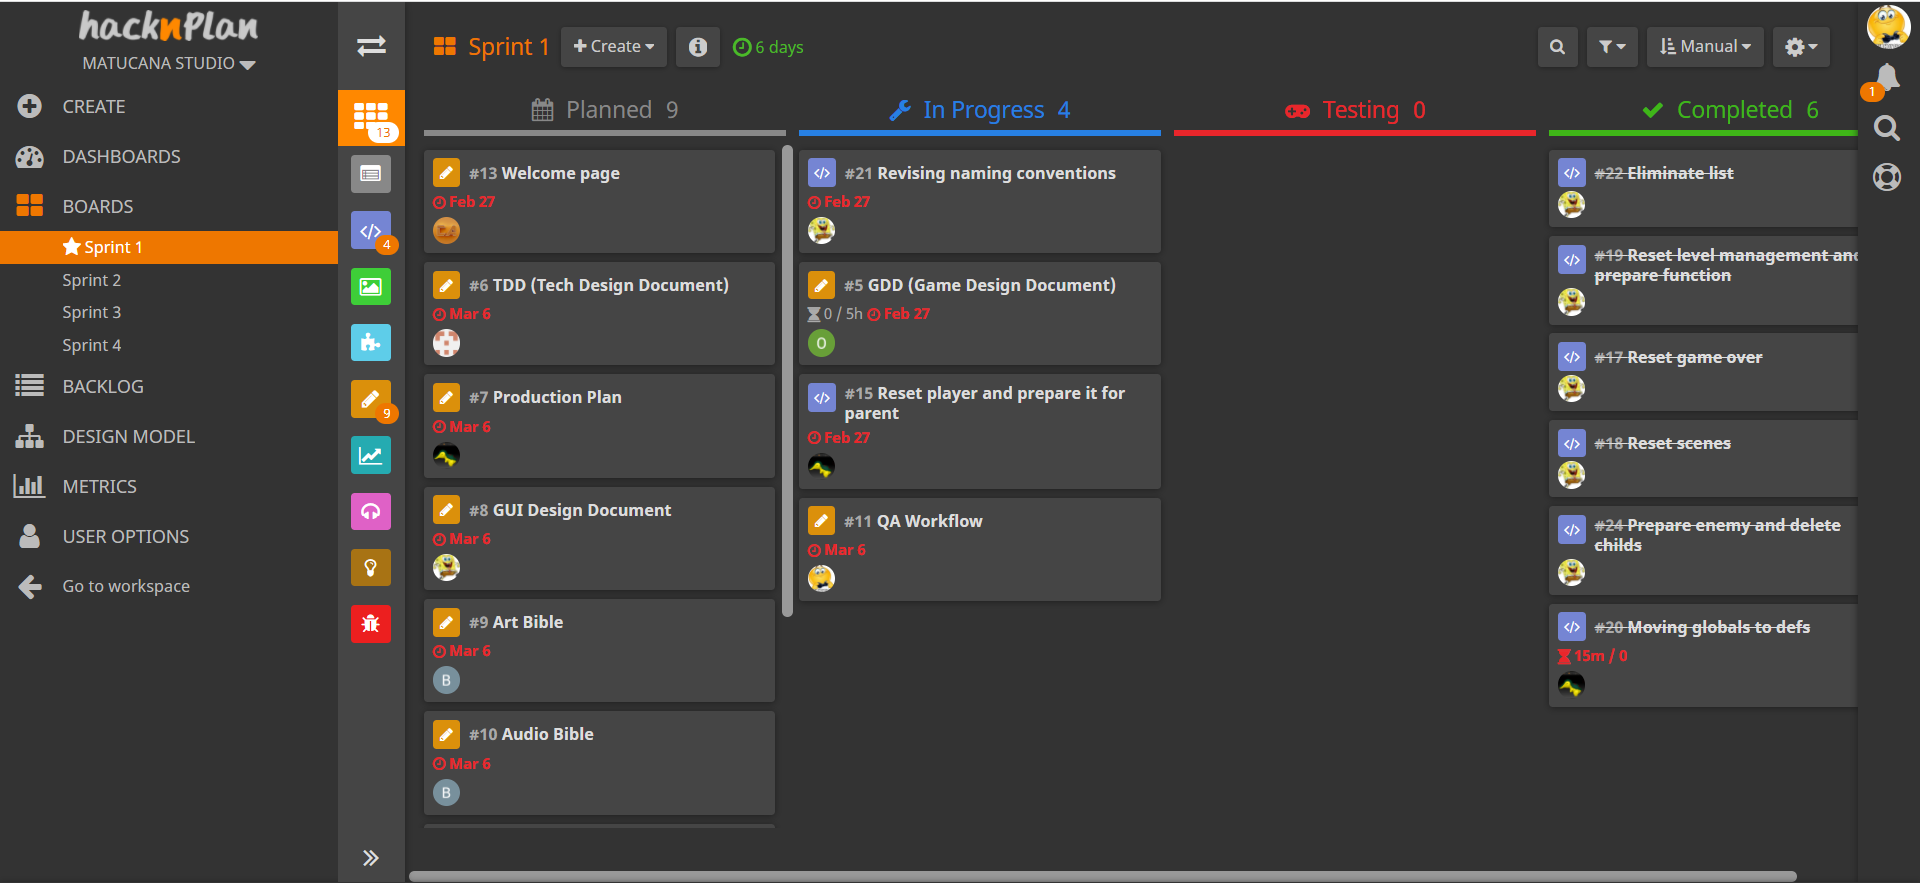 hacknPlan
MATUCANA STUDIO
CREATE
DASHBOARDS
BOARDS
Sprint 1
Sprint 2
Sprint 3
Sprint 4
BACKLOG
DESIGN MODEL
METRICS
USER OPTIONS
Go to workspace
13
4
9
Sprint 1
Create
6 days
Manual
1
Planned 9
#13 Welcome page
Feb 27
#6 TDD (Tech Design Document)
Mar 6
#7 Production Plan
Mar 6
#8 GUI Design Document
Mar 6
#9 Art Bible
Mar 6
B
#10 Audio Bible
Mar 6
B
In Progress 4
#21 Revising naming conventions
Feb 27
#5 GDD (Game Design Document)
0 / 5h Feb 27
O
#15 Reset player and prepare it for
parent
Feb 27
#11 QA Workflow
Mar 6
Testing 0
Completed 6
#22 Eliminate list
#19 Reset level management and
prepare function
#17 Reset game over
#18 Reset scenes
#24 Prepare enemy and delete
childs
#20 Moving globals to defs
15m / 0